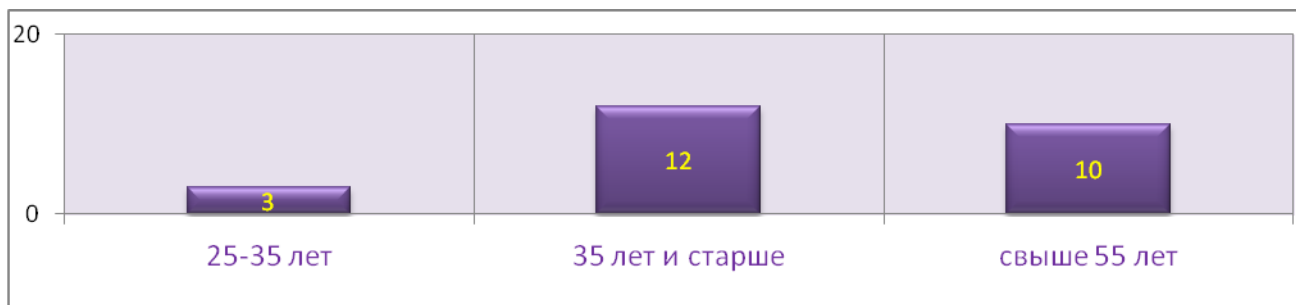 20
12
10
3
0
25-35 лет
35 лет и старше
свыше 55 лет